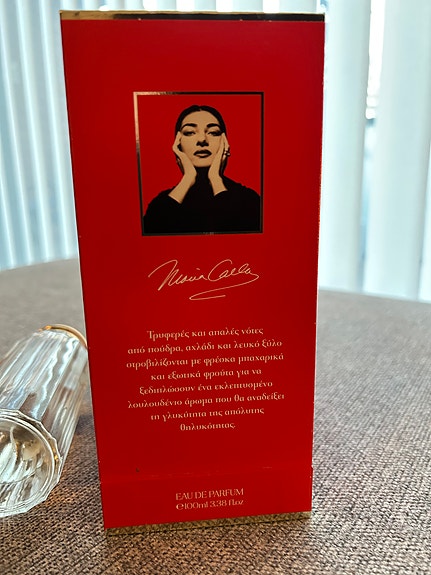 Maria Callas
Τρυφερές και απαλές νότες
από πούδρα, αχλάδι και λευκό ξύλο
στροβιλίζονται με φρέσκα μπαχαρικά
και εξωτικά φρούτα για να
ξεδιπλώσουν ένα εκλεπτυσμένο
λουλουδένιο άρωμα που θα αναδείξει
τη γλυκύτητα της απόλυτης
θηλυκότητας.
EAU DE PARFUM
℮100ml 3.38 fl.oz